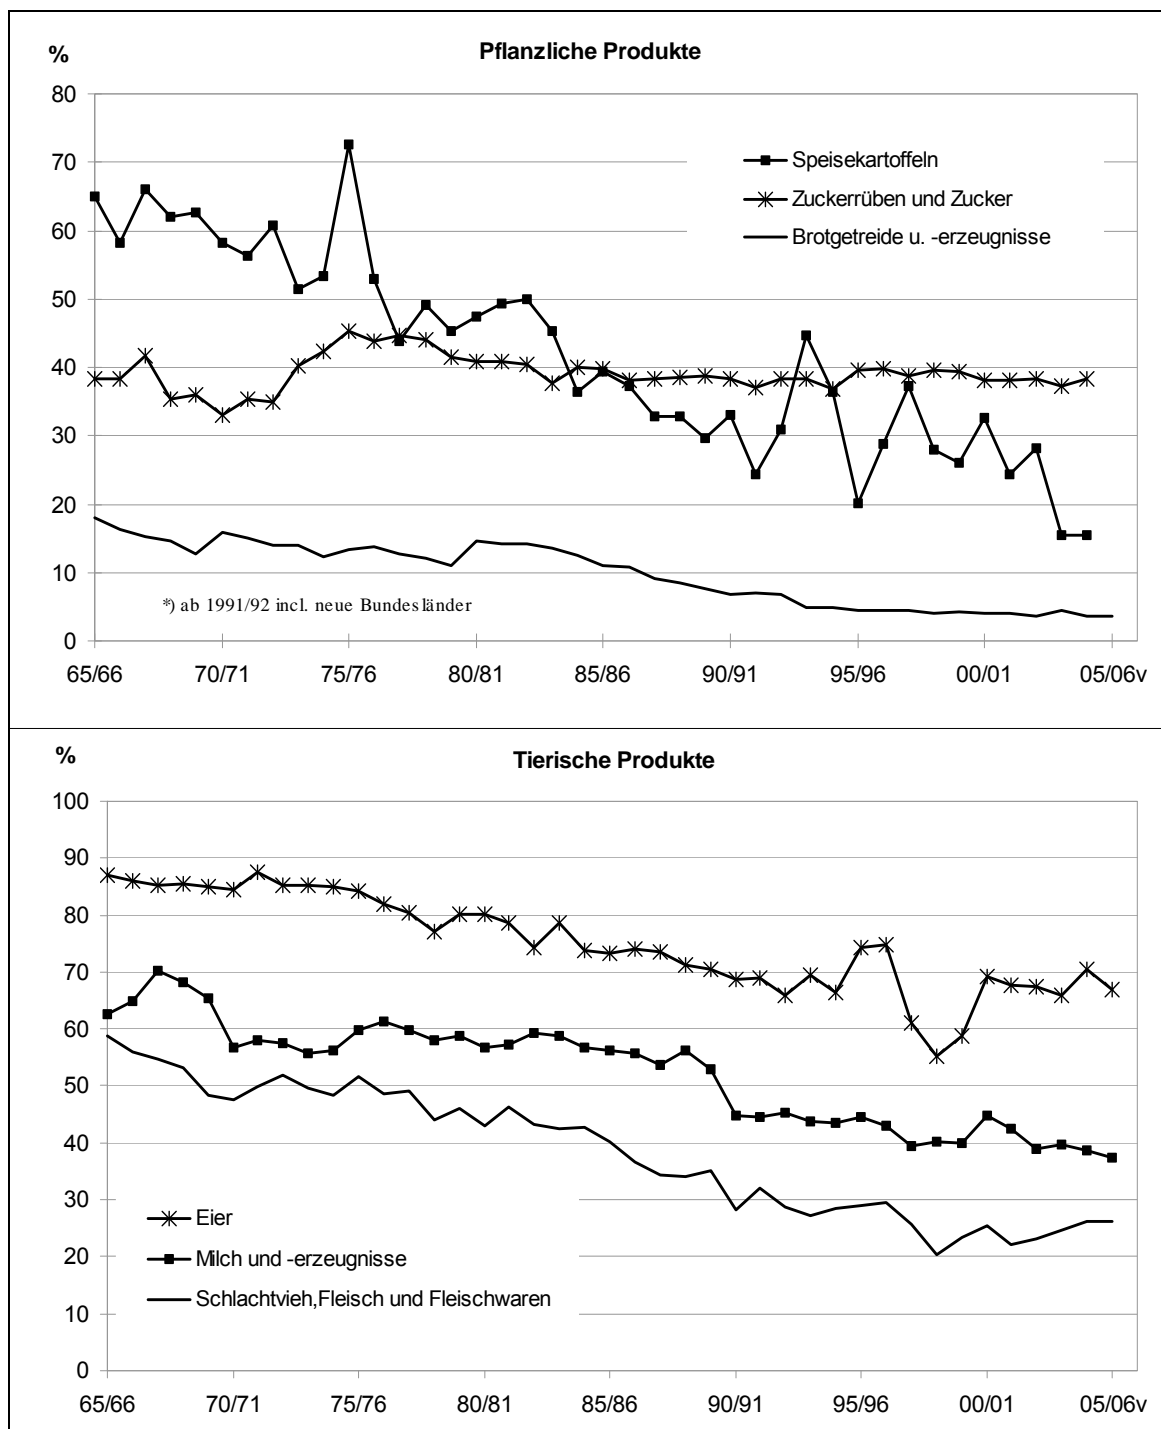 Pflanzliche Produkte
%
80
70
60
50
40
30
20
10
0
Speisekartoffeln
Zuckerrüben und Zucker
Brotgetreide u. -erzeugnisse
*) ab 1991/92 incl. neue Bundesländer
65/66 70/71 75/76 80/81 85/86 90/91 95/96 00/01 05/06v
Tierische Produkte
%
100
90
80
70
60
50
40
30
20
10
0
Eier
Milch und -erzeugnisse
Schlachtvieh,Fleisch und Fleischwaren
65/66 70/71 75/76 80/81 85/86 90/91 95/96 00/01 05/06v